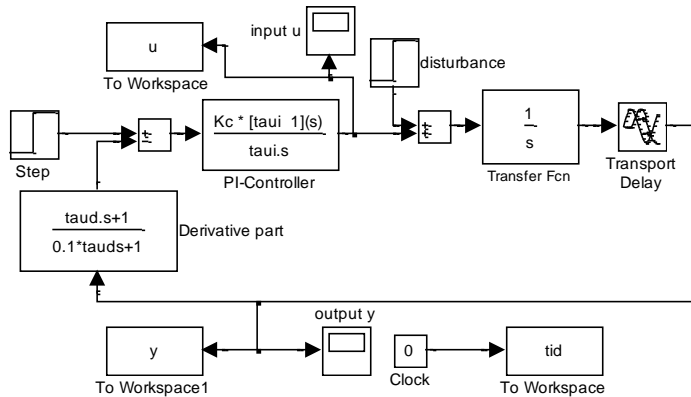 input u
u
To Workspace
disturbance
Step
Kc * [taui 1](s)
taui.s
PI-Controller
1
s
Transfer Fcn
Transport
Delay
taud.s+1
0.1*tauds+1
Derivative part
output y
y
To Workspace1
0
Clock
tid
To Workspace